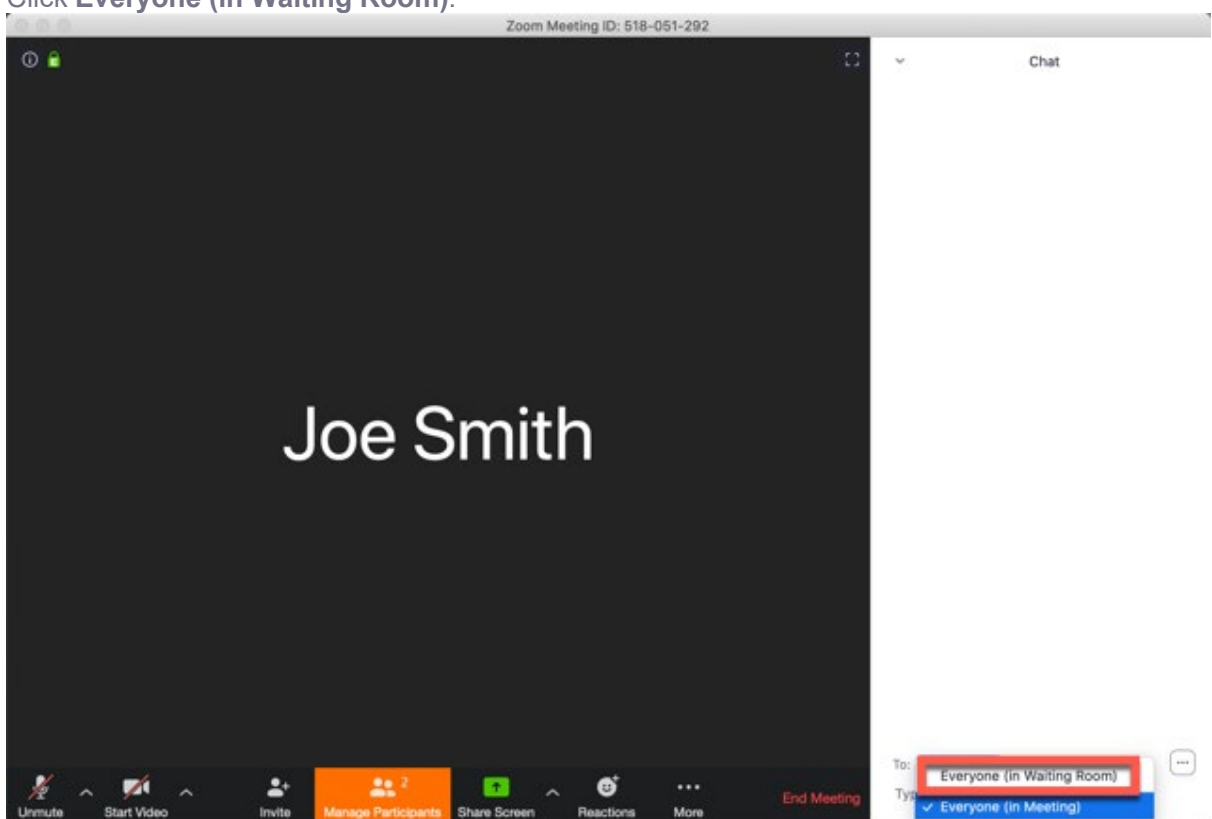 Click Everyone (in Waiting Room).
Zoom Meeting ID: 518-051-292
Chat
Joe Smith
To:
Everyone (in Waiting Room)
Everyone (in Meeting)
2
Unmute
Start Video
Invite
Manage Participants
Share Screen
Reactions
More
End Meeting